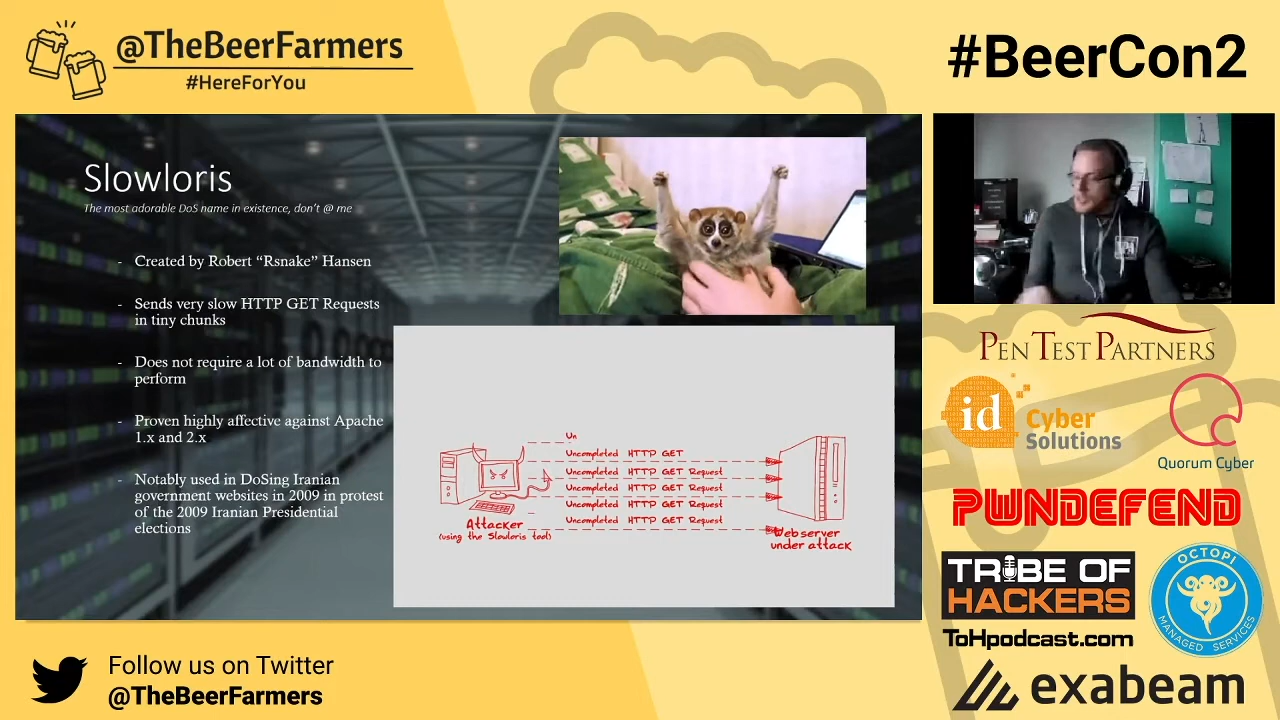 @TheBeerFarmers
#HereForYou
#BeerCon2
Slowloris
The most adorable DoS name in existence, don't @ me
- Created by Robert “Rsnake” Hansen
- Sends very slow HTTP GET Requests
in tiny chunks
- Does not require a lot of bandwidth to
perform
- Proven highly affective against Apache
1.x and 2.x
- Notably used in DoSing Iranian
government websites in 2009 in protest
of the 2009 Iranian Presidential
elections
Un
Uncompleted HTTP GET
Uncompleted HTTP GET Request
Uncompleted HTTP GET Request
Uncompleted HTTP GET Request
Uncompleted HTTP GET Request
Attacker
(using the Slowloris tool)
Webserver
under attack
PEN TEST PARTNERS
id Cyber
Solutions
Quorum Cyber
PWNDEFEND
TRIBE OF
HACKERS
ToHpodcast.com
OCTOPI
MANAGED SERVICES
exabeam
Follow us on Twitter
@TheBeerFarmers